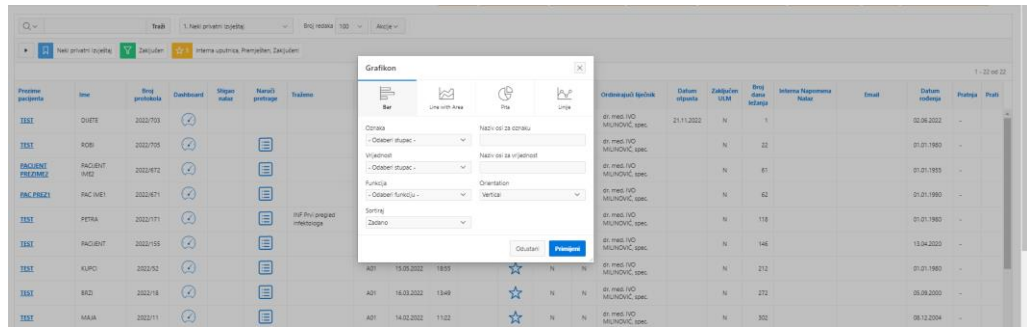 Traži 1. Neki privatni izvještaj Broj redaka 100 Akcije
Neki privatni izvještaj Zaključen 3 Interna uputnica, Premješten, Zaključen
1 - 22 od 22
Grafikon
Bar Line with Area Pita Linija
Oznaka Naziv osi za oznaku
- Odaberi stupac -
Vrijednost Naziv osi za vrijednost
- Odaberi stupac -
Funkcija Orientation
- Odaberi funkciju - Vertical
Sortiraj
Zadano
Odustani Primijeni
Prezime pacijenta Ime Broj protokola Dashboard Stigao nalaz Naruči pretrage Traženo Ordinirajući liječnik Datum otpusta Zaključen ULM Broj dana ležanja Interna Napomena Nalaz Email Datum rođenja Pratnja Prati
TEST DIJETE 2022/703 dr. med. IVO MILINOVIĆ, spec. 21.11.2022 N 1 02.06.2022 -
TEST ROBI 2022/705 dr. med. IVO MILINOVIĆ, spec. N 22 01.01.1980 -
PACIJENT PREZIME2 PACIJENT IME2 2022/672 dr. med. IVO MILINOVIĆ, spec. N 61 01.01.1955 -
PAC PREZ1 PAC IME1 2022/671 dr. med. IVO MILINOVIĆ, spec. N 62 01.01.1990 -
TEST PETRA 2022/171 INF Prvi pregled infektologa dr. med. IVO MILINOVIĆ, spec. N 118 01.01.1980 -
TEST PACIJENT 2022/155 dr. med. IVO MILINOVIĆ, spec. N 146 13.04.2020 -
TEST KUPCI 2022/52 A01 15.05.2022 18:55 N N dr. med. IVO MILINOVIĆ, spec. N 212 01.01.1980 -
TEST BRZI 2022/18 A01 16.03.2022 13:49 N N dr. med. IVO MILINOVIĆ, spec. N 272 05.09.2000 -
TEST MAJA 2022/11 A01 14.02.2022 11:22 N N dr. med. IVO MILINOVIĆ, spec. N 302 08.12.2004 -